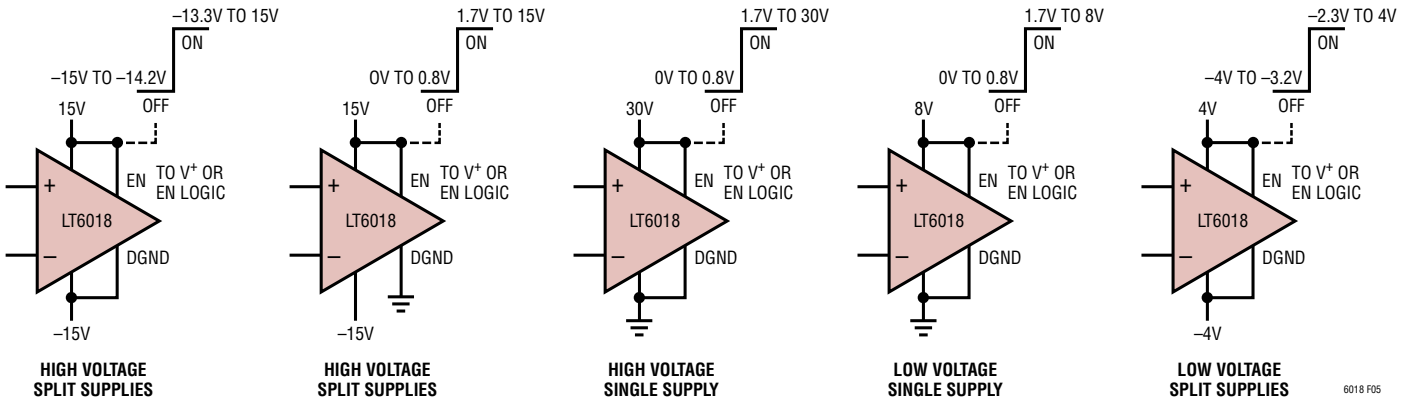 –13.3V TO 15V
ON
–15V TO –14.2V
OFF
15V
EN
TO V+ OR
EN LOGIC
+
LT6018
–
DGND
–15V
HIGH VOLTAGE
SPLIT SUPPLIES
1.7V TO 15V
ON
0V TO 0.8V
OFF
15V
EN
TO V+ OR
EN LOGIC
+
LT6018
–
DGND
–15V
HIGH VOLTAGE
SPLIT SUPPLIES
1.7V TO 30V
ON
0V TO 0.8V
OFF
30V
EN
TO V+ OR
EN LOGIC
+
LT6018
–
DGND
HIGH VOLTAGE
SINGLE SUPPLY
1.7V TO 8V
ON
0V TO 0.8V
OFF
8V
EN
TO V+ OR
EN LOGIC
+
LT6018
–
DGND
LOW VOLTAGE
SINGLE SUPPLY
–2.3V TO 4V
ON
–4V TO –3.2V
OFF
4V
EN
TO V+ OR
EN LOGIC
+
LT6018
–
DGND
–4V
LOW VOLTAGE
SPLIT SUPPLIES
6018 F05